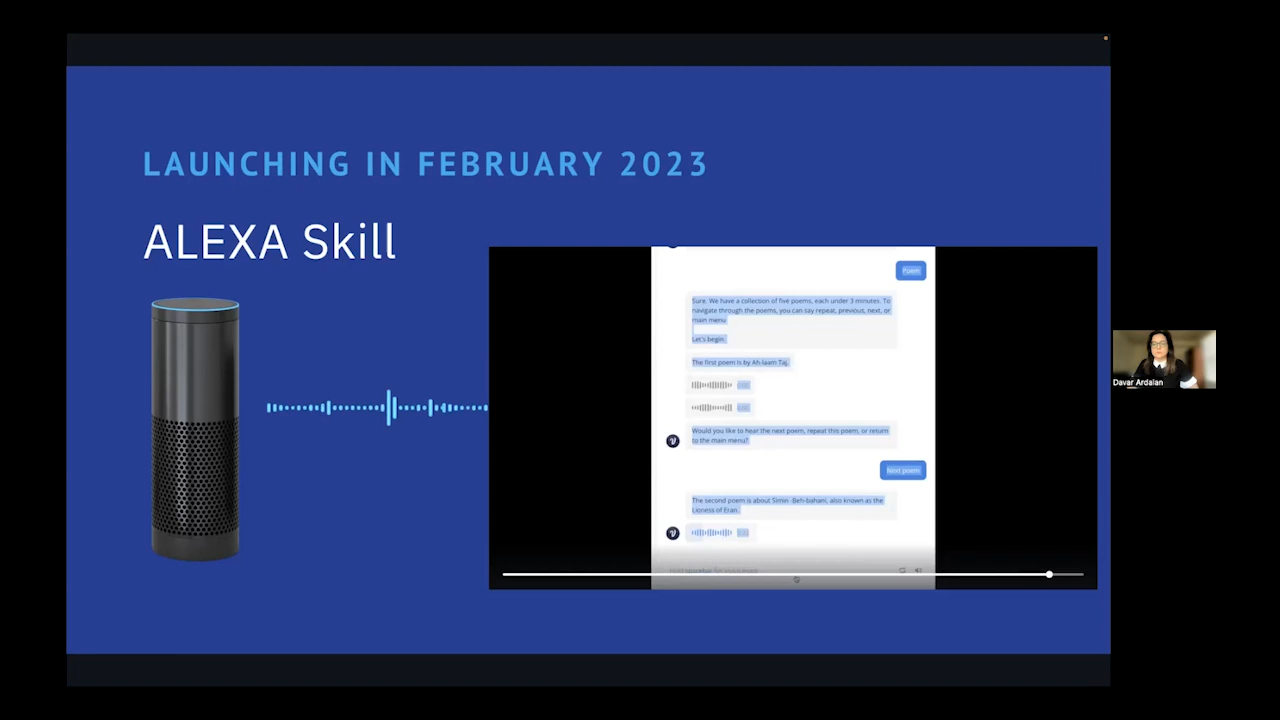 LAUNCHING IN FEBRUARY 2023
ALEXA Skill
Poem
Sure. We have a collection of five poems, each under 3 minutes. To
navigate through the poems, you can say repeat, previous, next, or
main menu
Let's begin.
The first poem is by Ah-laam Taj.
Would you like to hear the next poem, repeat this poem, or return
to the main menu?
Next poem
The second poem is about Simin -Beh-bahani, also known as the
Lioness of Eran.
Davar Ardalan